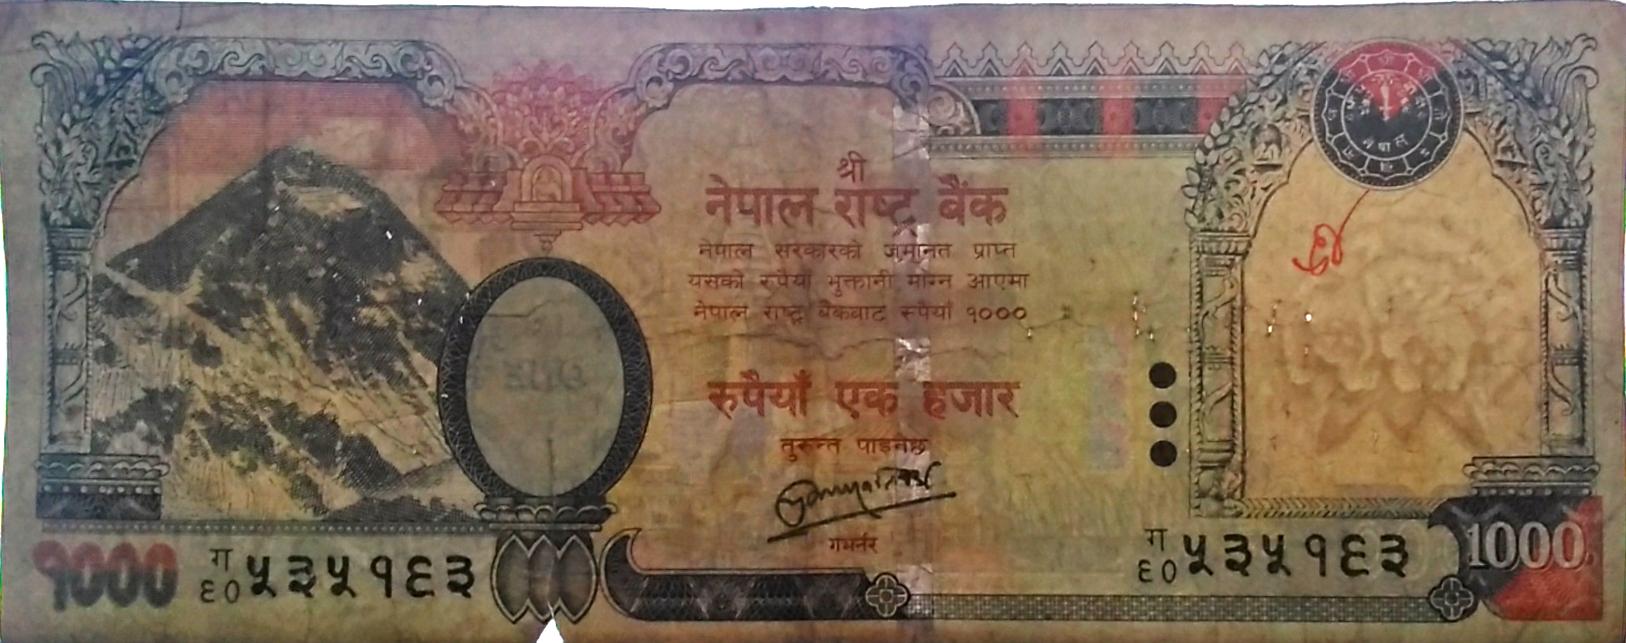 श्री
नेपाल राष्ट्र बैंक
नेपाल सरकारको जमानत प्राप्त
यसको रुपैयाँ भुक्तानी माग्न आएमा
नेपाल राष्ट्र बैंकबाट रुपैयाँ १०००
रुपैयाँ एक हजार
तुरुन्त पाइनेछ
गभर्नर
१००० ग ६० ५३५१६३
ग ६० ५३५१६३ 1000